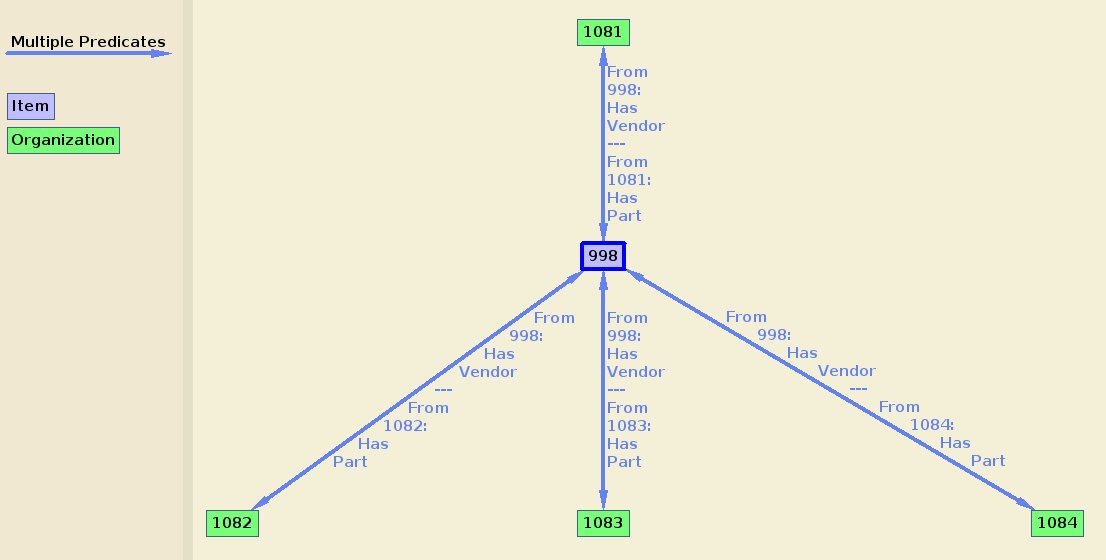 Multiple Predicates
Item
Organization
1081
From
998:
Has
Vendor
---
From
1081:
Has
Part
998
From
998:
Has
Vendor
---
From
1082:
Has
Part
From
998:
Has
Vendor
---
From
1083:
Has
Part
From
998:
Has
Vendor
---
From
1084:
Has
Part
1082
1083
1084